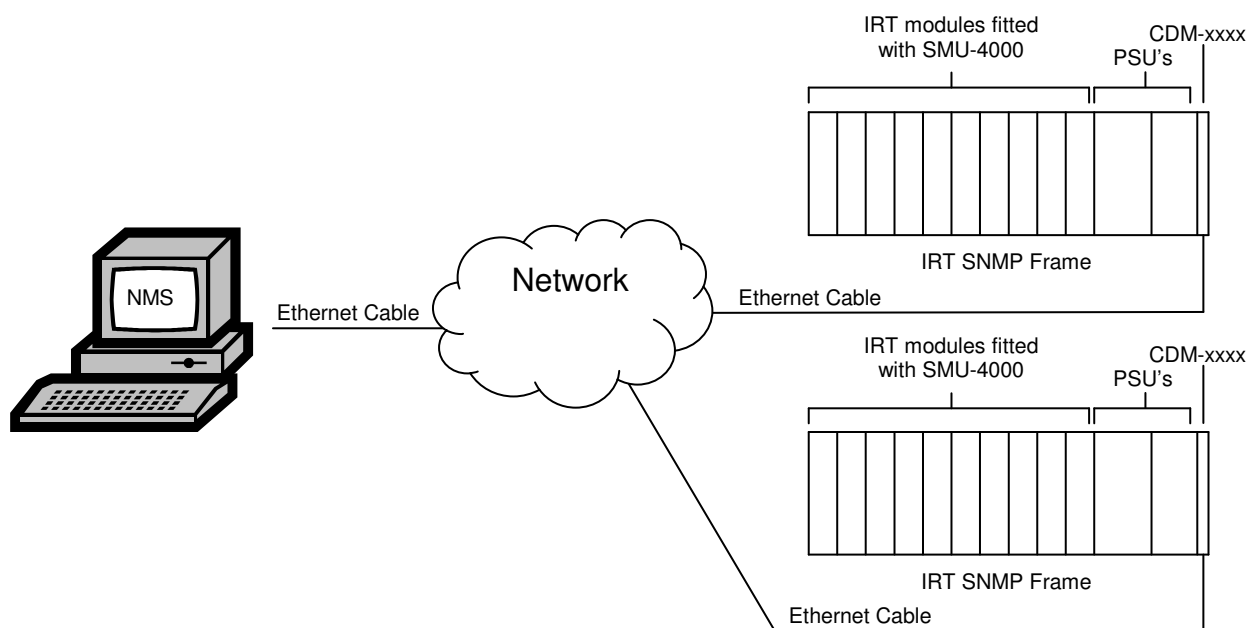 IRT modules fitted
with SMU-4000
CDM-xxxx
PSU's
IRT SNMP Frame
NMS
Ethernet Cable
Network
Ethernet Cable
IRT modules fitted
with SMU-4000
CDM-xxxx
PSU's
IRT SNMP Frame
Ethernet Cable